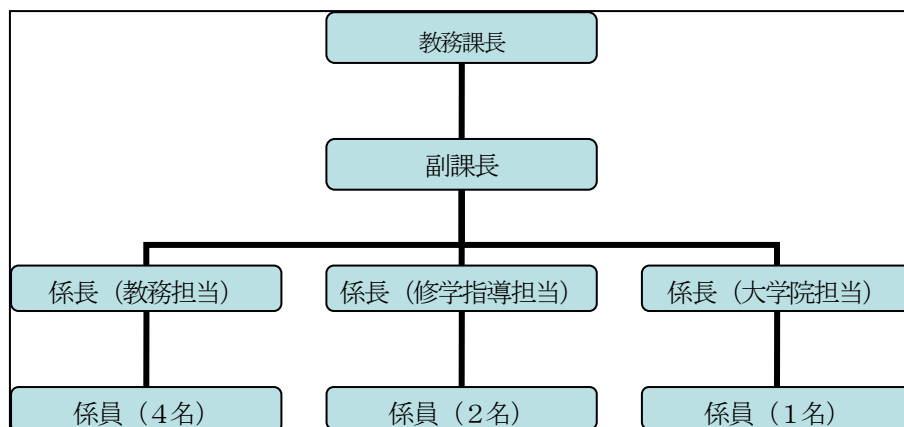 教務課長
副課長
係長（教務担当）
係長（修学指導担当）
係長（大学院担当）
係員（４名）
係員（２名）
係員（１名）